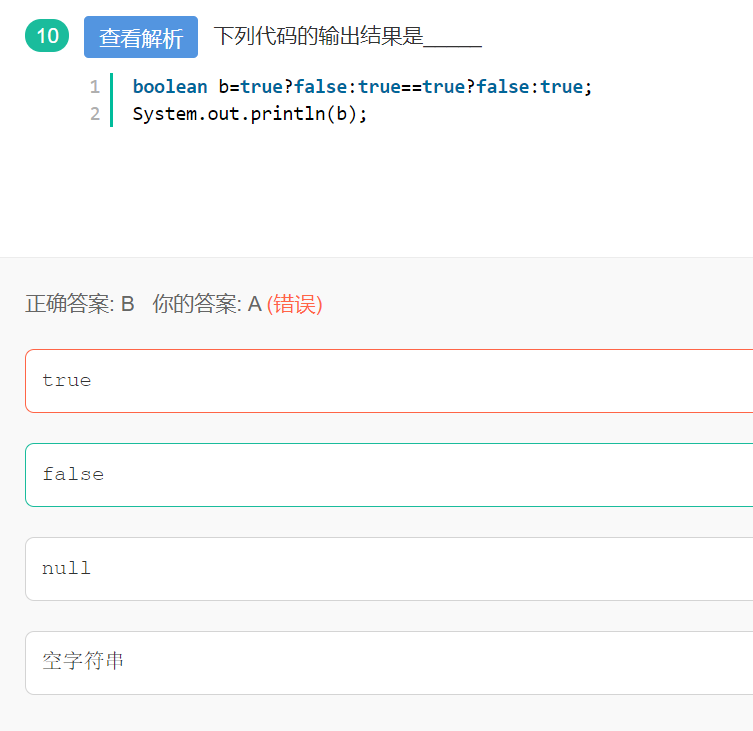 10 查看解析 下列代码的输出结果是_____
1 boolean b=true?false:true==true?false:true;
2 System.out.println(b);
正确答案: B 你的答案: A (错误)
true
false
null
空字符串